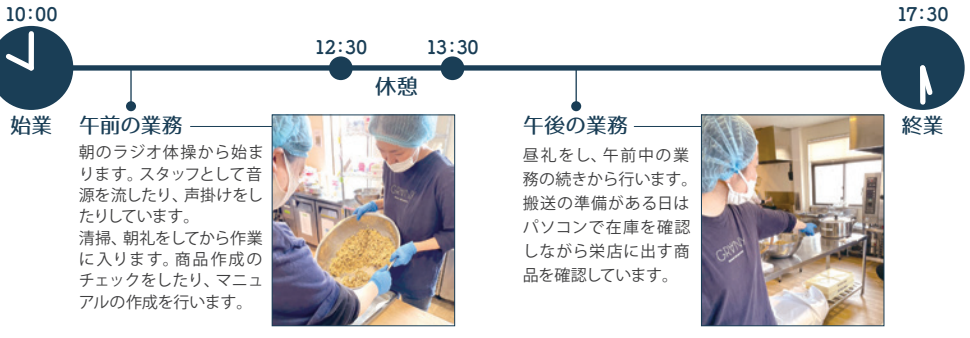 10:00
17:30
12:30
13:30
休憩
始業
午前の業務
朝のラジオ体操から始ま
ります。スタッフとして音
源を流したり、声掛けをし
たりしています。
清掃、朝礼をしてから作業
に入ります。商品作成の
チェックをしたり、マニュ
アルの作成を行います。
午後の業務
昼礼をし、午前中の業
務の続きから行います。
搬送の準備がある日は
パソコンで在庫を確認
しながら栄店に出す商
品を確認しています。
終業